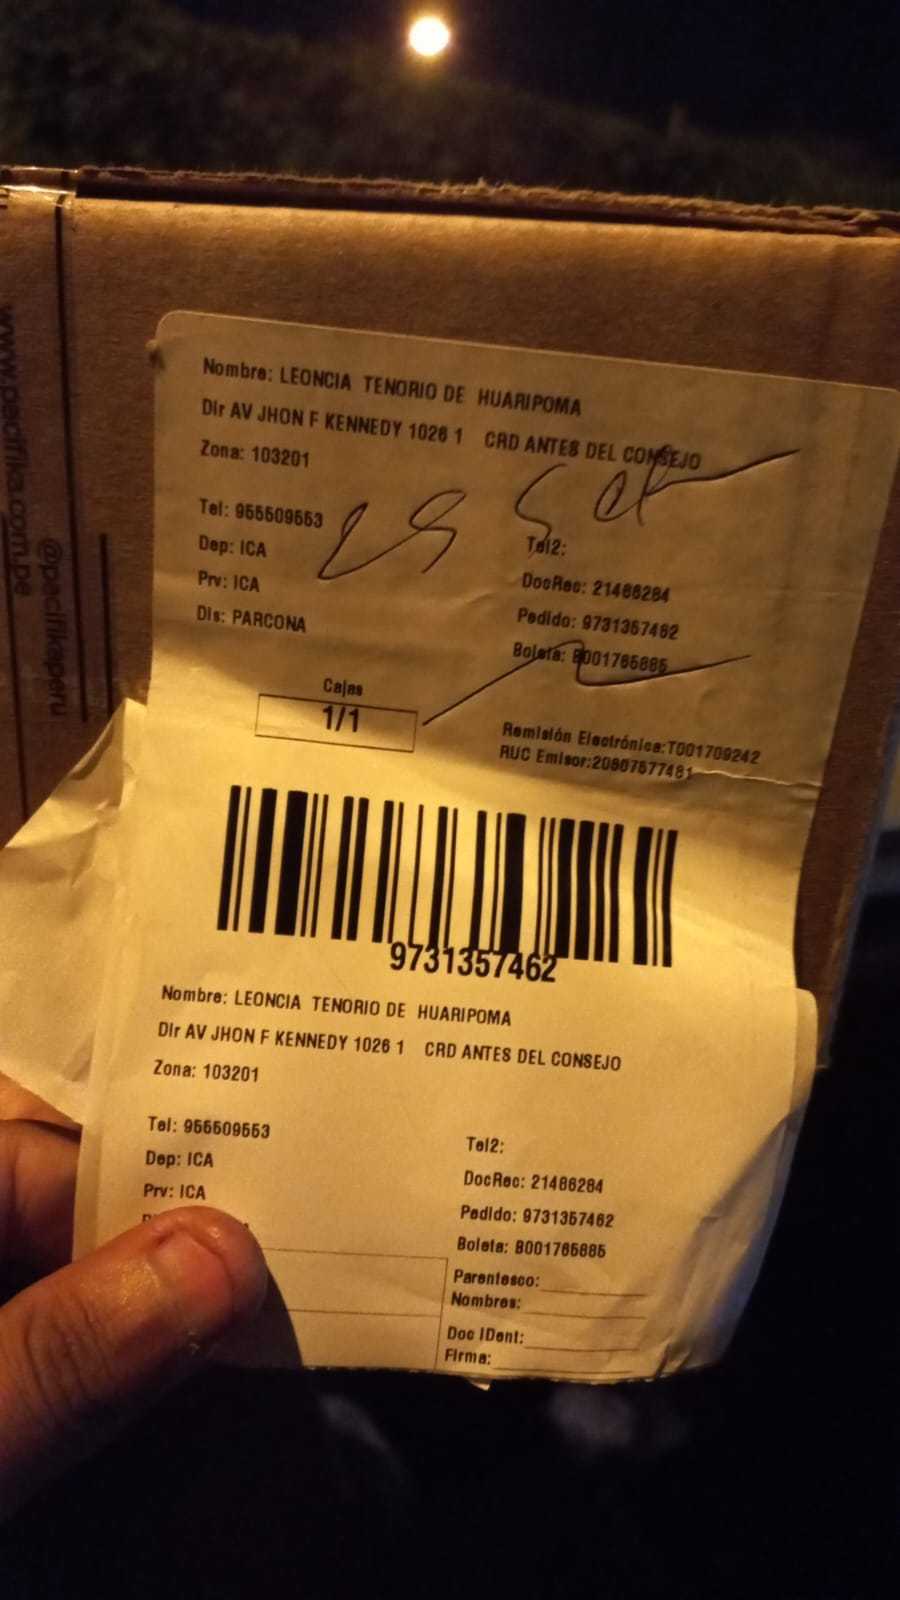 www.pacifika.com.pe
@pacifikaperu
Nombre: LEONCIA TENORIO DE HUARIPOMA
Dir AV JHON F KENNEDY 1026 1 CRD ANTES DEL CONSEJO
Zona: 103201
Tel: 955509553
Tel2:
Dep: ICA
DocRec: 21486284
Prv: ICA
Pedido: 9731357462
Dis: PARCONA
Boleta: B001765885
Cajas
1/1
Remisión Electrónica:T001709242
RUC Emisor:20607577481
9731357462
Nombre: LEONCIA TENORIO DE HUARIPOMA
Dir AV JHON F KENNEDY 1026 1 CRD ANTES DEL CONSEJO
Zona: 103201
Tel: 955509553
Tel2:
Dep: ICA
DocRec: 21486284
Prv: ICA
Pedido: 9731357462
Boleta: B001765885
Parentesco:
Nombres:
Doc IDent:
Firma: